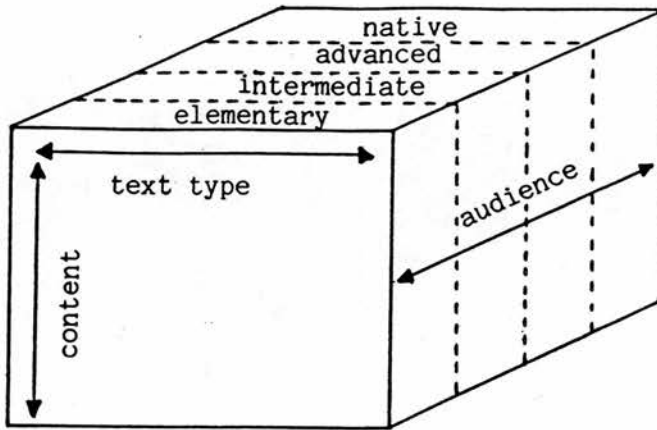 native
advanced
intermediate
elementary
text type
audience
content